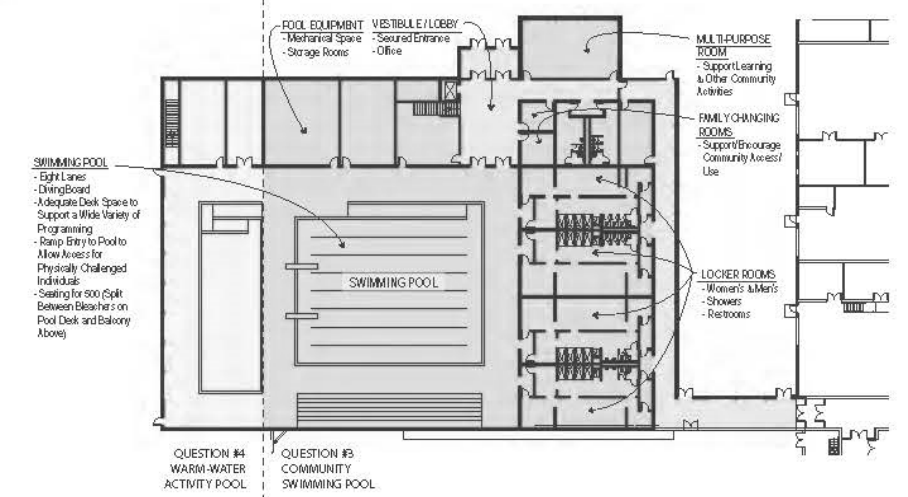 POOL EQUIPMENT
- Mechanical Space
- Storage Rooms
VESTIBULE / LOBBY
- Secured Entrance
- Office
MULTI-PURPOSE
ROOM
- Support Learning
& Other Community
Activities
FAMILY CHANGING
ROOMS
- Support/Encourage
Community Access/
Use
SWIMMING POOL
- Eight Lanes
- Diving Board
- Adequate Deck Space to
Support a Wide Variety of
Programming
- Ramp Entry to Pool to
Allow Access for
Physically Challenged
Individuals
- Seating for 500 (Split
Between Bleachers on
Pool Deck and Balcony
Above)
SWIMMING POOL
LOCKER ROOMS
- Women's & Men's
- Showers
- Restrooms
QUESTION #4
WARM-WATER
ACTIVITY POOL
QUESTION #3
COMMUNITY
SWIMMING POOL